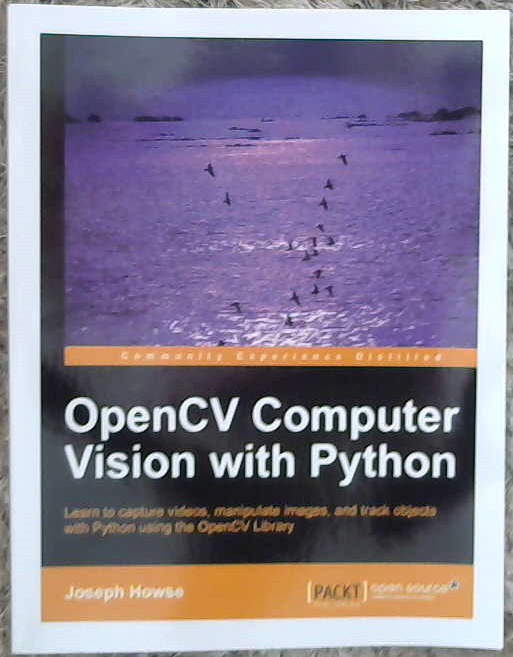 Community Experience Distilled
OpenCV Computer
Vision with Python
Learn to capture videos, manipulate images, and track objects
with Python using the OpenCV Library
Joseph Howse
[PACKT] open source*
PUBLISHING